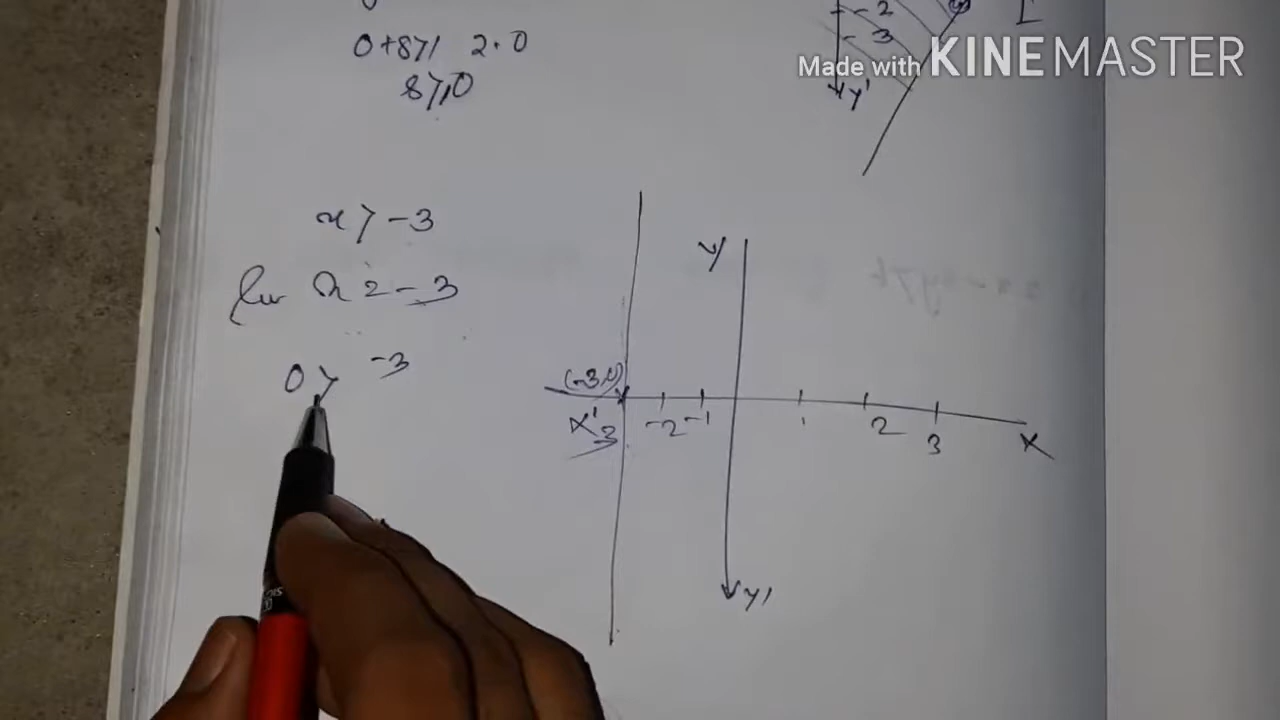 0+8>/ 2.0
8>,0
-2
-3
y'
Made with KINEMASTER
x > -3
x = -3
0 > -3
y
(-3,0)
x' 3 -2 -1 1 2 3 x
y'